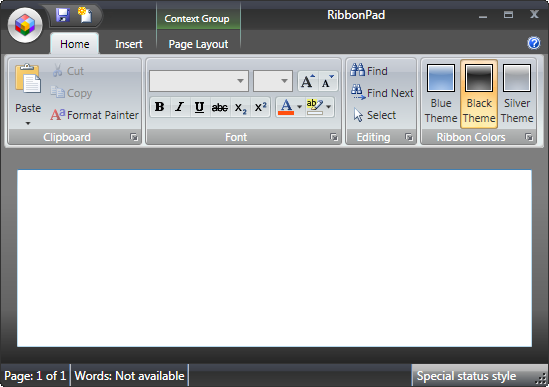 Context Group
RibbonPad
Home Insert Page Layout
Paste
Cut
Copy
Format Painter
Clipboard
A A
B I U abc X2 X2 A ab
Font
Find
Find Next
Select
Editing
Blue
Theme
Black
Theme
Silver
Theme
Ribbon Colors
Page: 1 of 1 Words: Not available Special status style